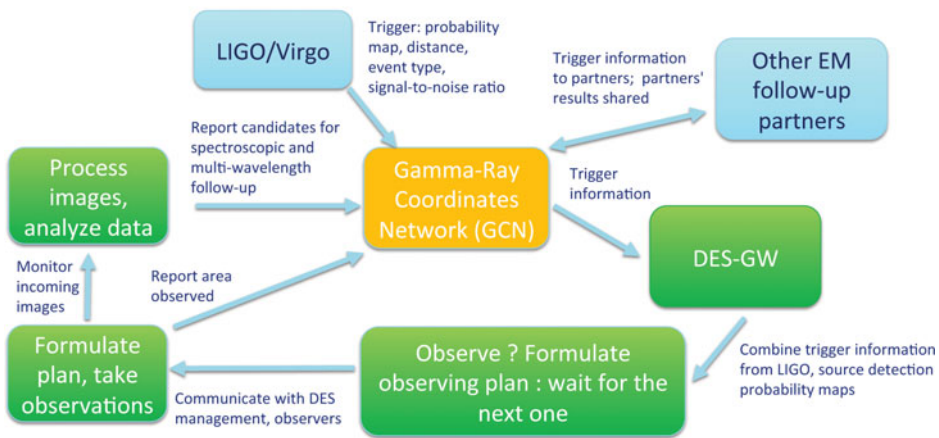 LIGO/Virgo
Trigger: probability
map, distance,
event type,
signal-to-noise ratio
Trigger information
to partners;  partners'
results shared
Other EM
follow-up
partners
Report candidates for
spectroscopic and
multi-wavelength
follow-up
Process
images,
analyze data
Gamma-Ray
Coordinates
Network (GCN)
Trigger
information
DES-GW
Monitor
incoming
images
Report area
observed
Formulate
plan, take
observations
Observe ? Formulate
observing plan : wait for the
next one
Combine trigger information
from LIGO, source detection
probability maps
Communicate with DES
management, observers